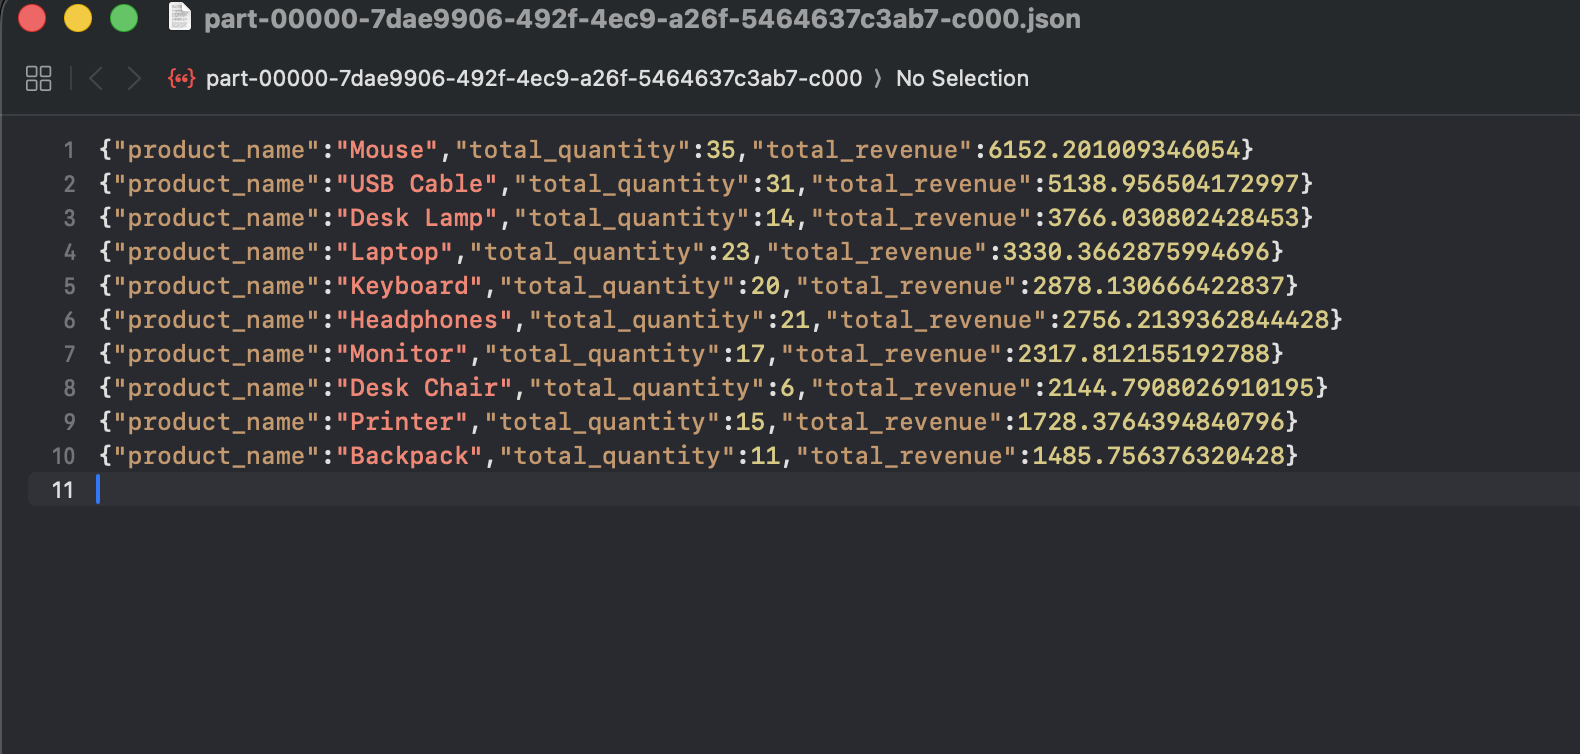 part-00000-7dae9906-492f-4ec9-a26f-5464637c3ab7-c000.json
part-00000-7dae9906-492f-4ec9-a26f-5464637c3ab7-c000 〉 No Selection
1 {"product_name":"Mouse","total_quantity":35,"total_revenue":6152.201009346054}
2 {"product_name":"USB Cable","total_quantity":31,"total_revenue":5138.956504172997}
3 {"product_name":"Desk Lamp","total_quantity":14,"total_revenue":3766.030802428453}
4 {"product_name":"Laptop","total_quantity":23,"total_revenue":3330.3662875994696}
5 {"product_name":"Keyboard","total_quantity":20,"total_revenue":2878.130666422837}
6 {"product_name":"Headphones","total_quantity":21,"total_revenue":2756.2139362844428}
7 {"product_name":"Monitor","total_quantity":17,"total_revenue":2317.812155192788}
8 {"product_name":"Desk Chair","total_quantity":6,"total_revenue":2144.7908026910195}
9 {"product_name":"Printer","total_quantity":15,"total_revenue":1728.3764394840796}
10 {"product_name":"Backpack","total_quantity":11,"total_revenue":1485.756376320428}
11